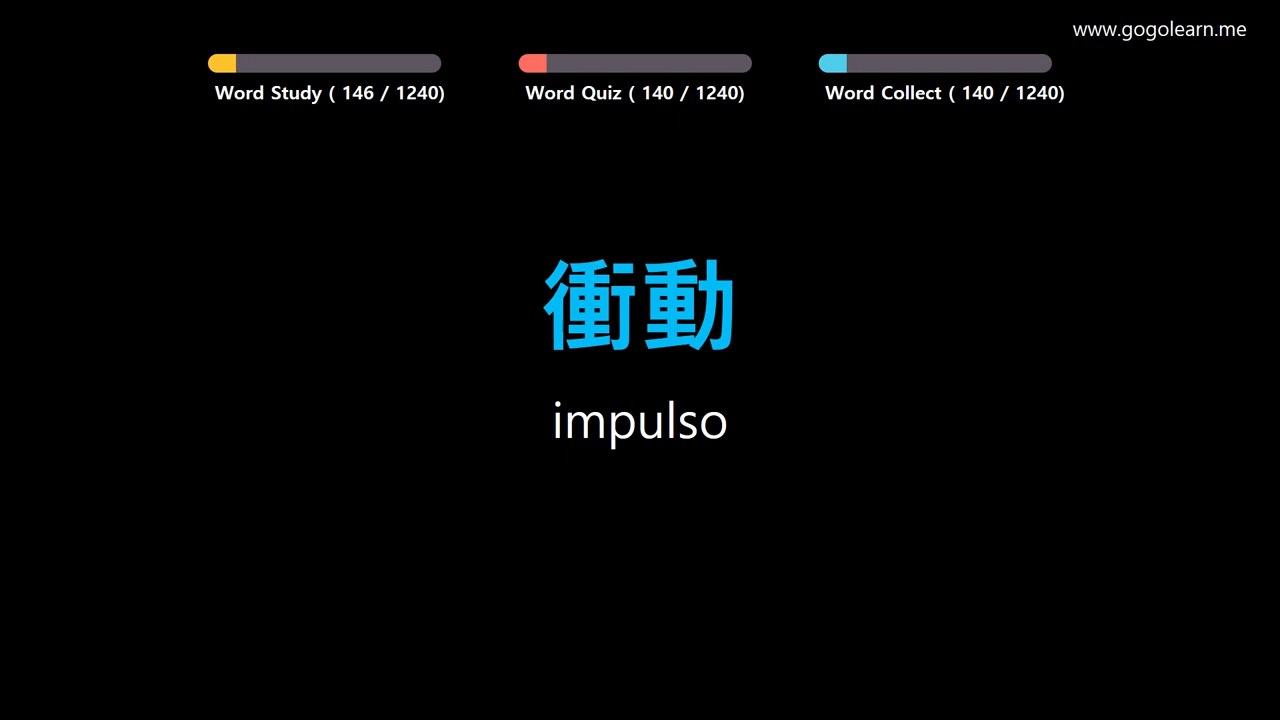 www.gogolearn.me
Word Study ( 146 / 1240)
Word Quiz ( 140 / 1240)
Word Collect ( 140 / 1240)
衝動
impulso